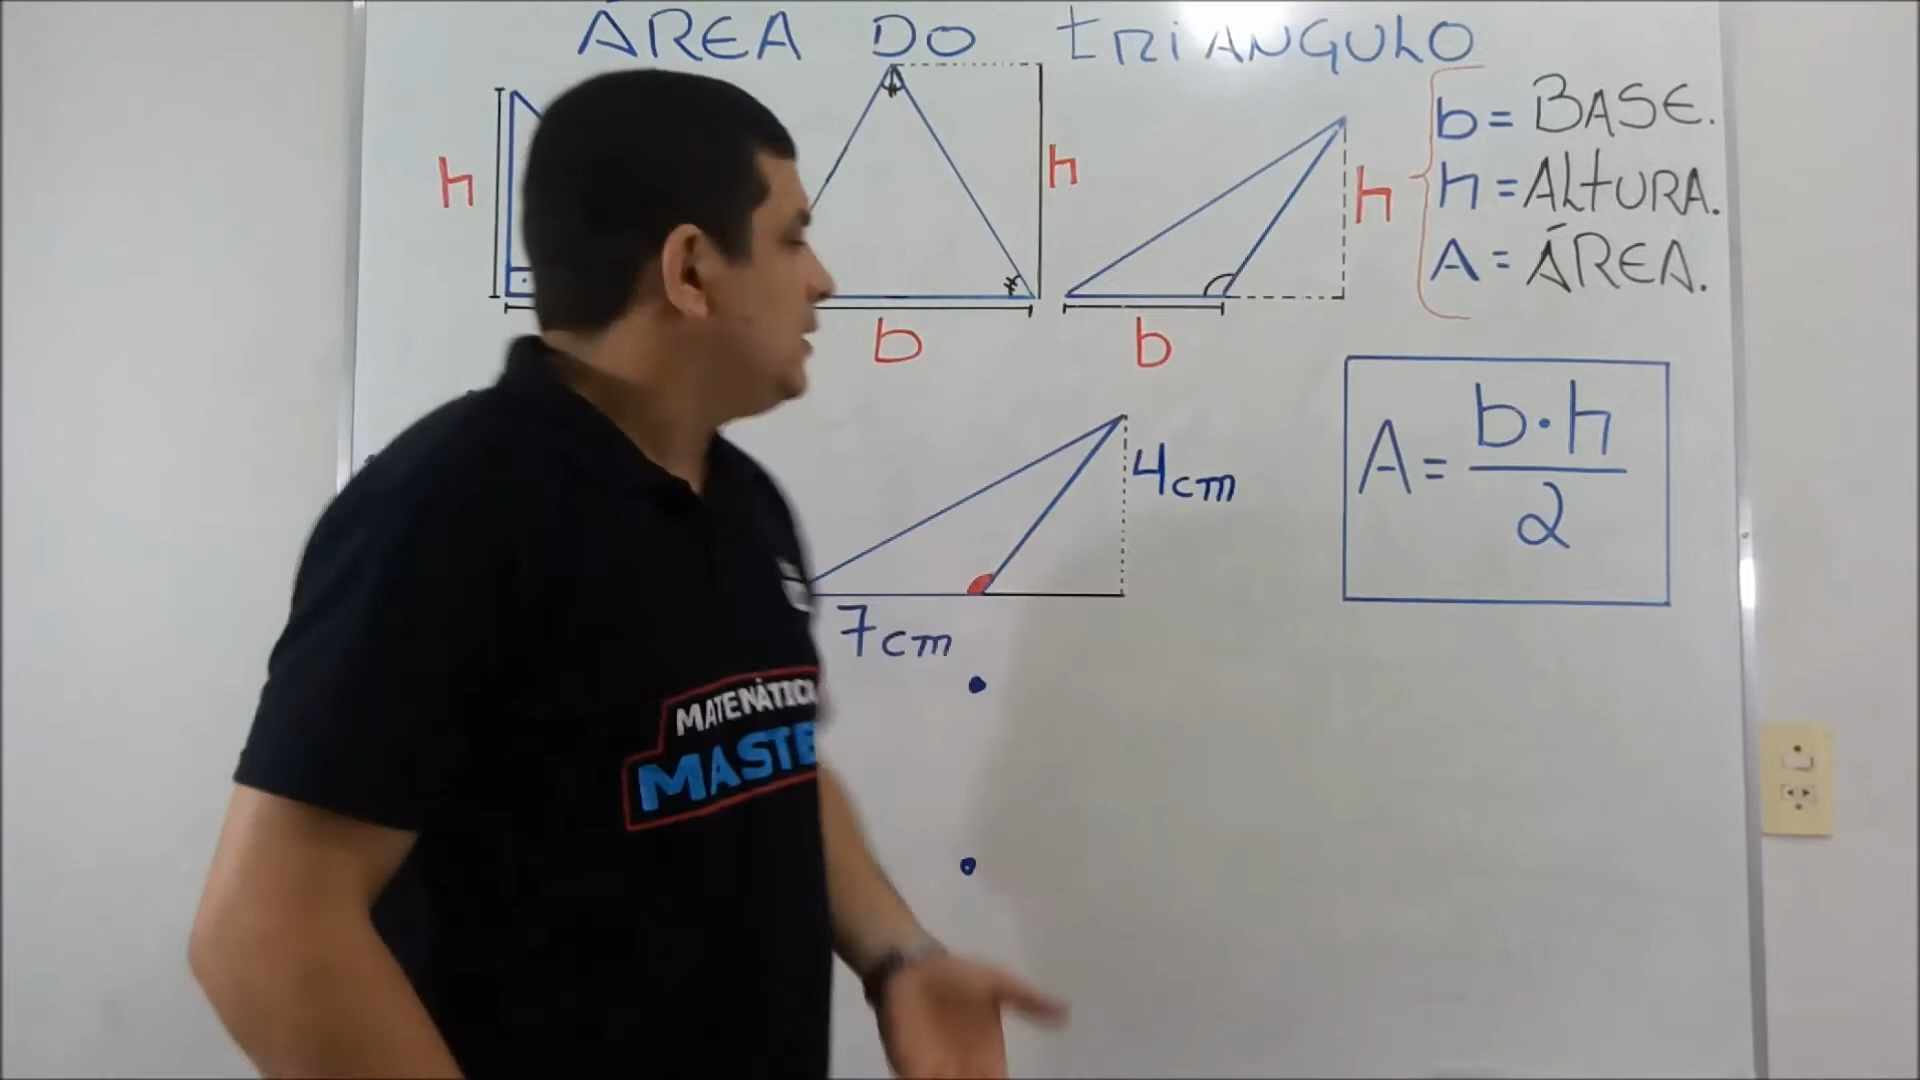 ÁREA DO tRIANGULO
h
h
h
b = BASE.
h = ALtURA.
A = ÁREA.
b
b
A = b·h
2
4cm
7cm
MATEMÁTICA
MASTE